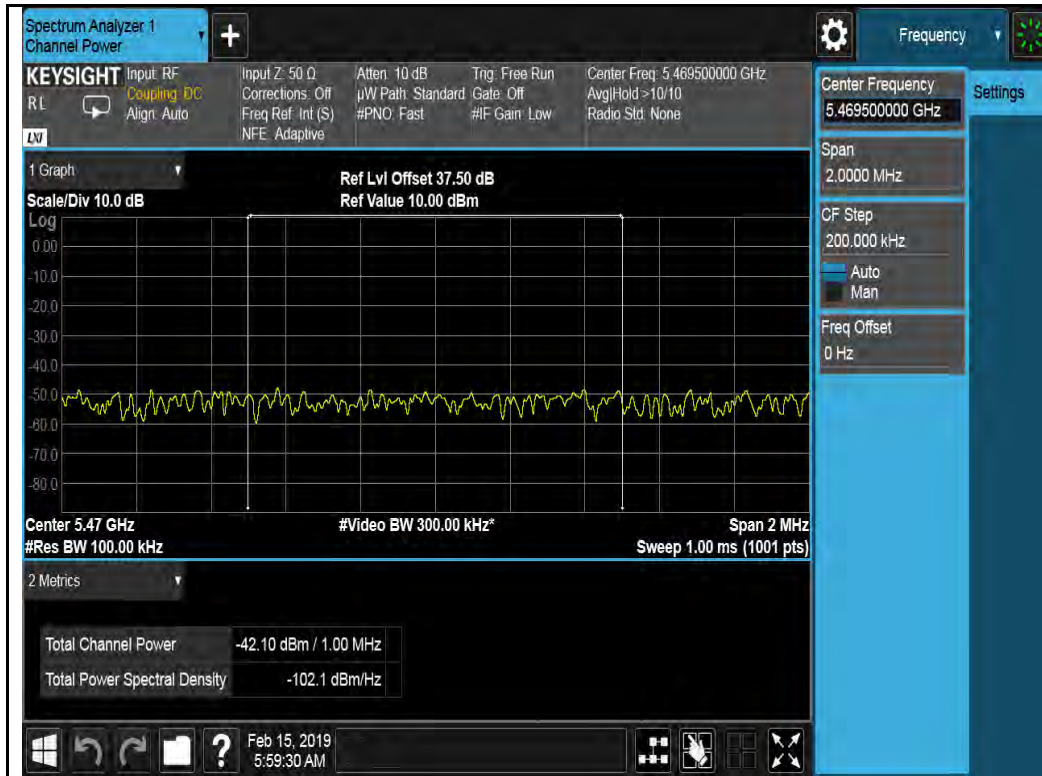 Spectrum Analyzer 1
Channel Power
+
Frequency
KEYSIGHT
R L
LXI
Input: RF
Coupling: DC
Align: Auto
Input Z: 50 Ω
Corrections: Off
Freq Ref: Int (S)
NFE: Adaptive
Atten: 10 dB
µW Path: Standard
#PNO: Fast
Trig: Free Run
Gate: Off
#IF Gain: Low
Center Freq: 5.469500000 GHz
Avg|Hold >10/10
Radio Std: None
Center Frequency
5.469500000 GHz
Settings
Span
2.0000 MHz
CF Step
200.000 kHz
Auto
Man
Freq Offset
0 Hz
1 Graph
Ref Lvl Offset 37.50 dB
Scale/Div 10.0 dB
Ref Value 10.00 dBm
Log
0.00
-10.0
-20.0
-30.0
-40.0
-50.0
-60.0
-70.0
-80.0
Center 5.47 GHz
#Video BW 300.00 kHz*
Span 2 MHz
#Res BW 100.00 kHz
Sweep 1.00 ms (1001 pts)
2 Metrics
Total Channel Power -42.10 dBm / 1.00 MHz
Total Power Spectral Density -102.1 dBm/Hz
?
Feb 15, 2019
5:59:30 AM